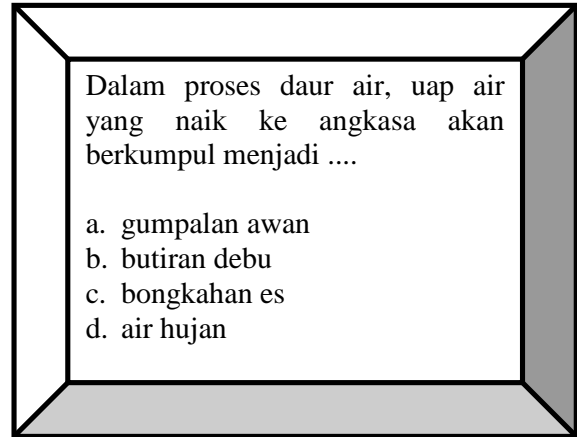 Dalam proses daur air, uap air
yang naik ke angkasa akan
berkumpul menjadi ....
a. gumpalan awan
b. butiran debu
c. bongkahan es
d. air hujan